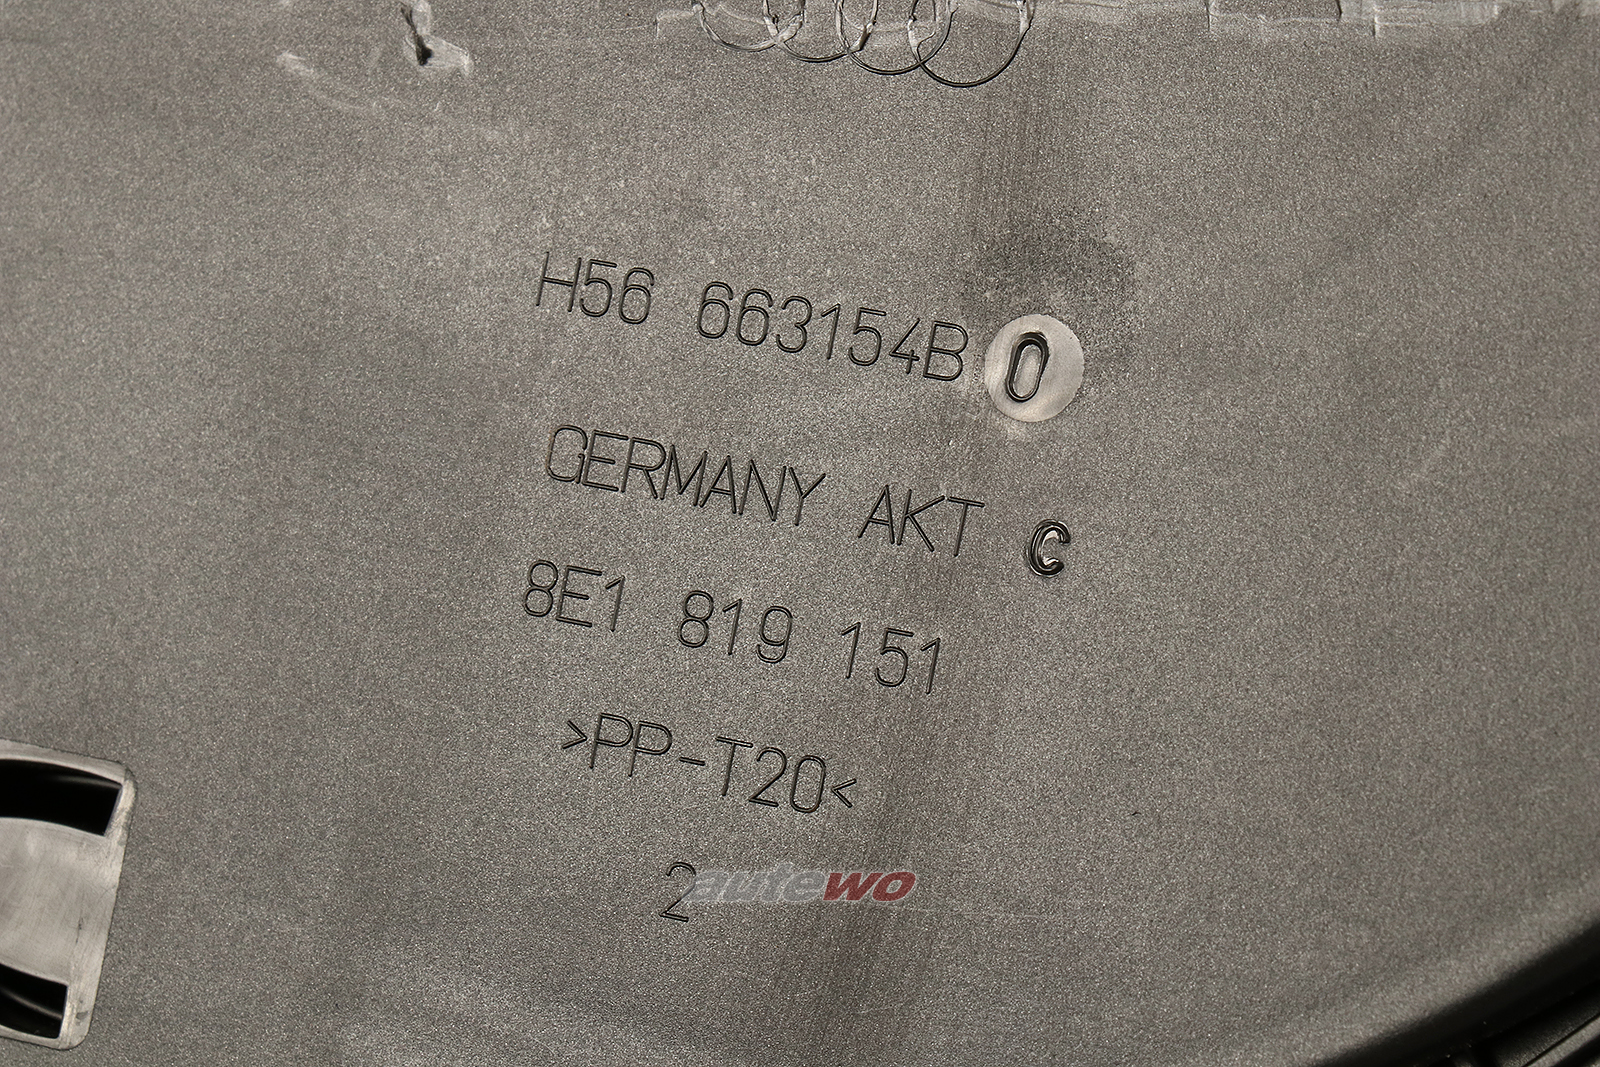 H56 663154B 0
GERMANY AKT C
8E1 819 151
>PP-T20<
2
autewo